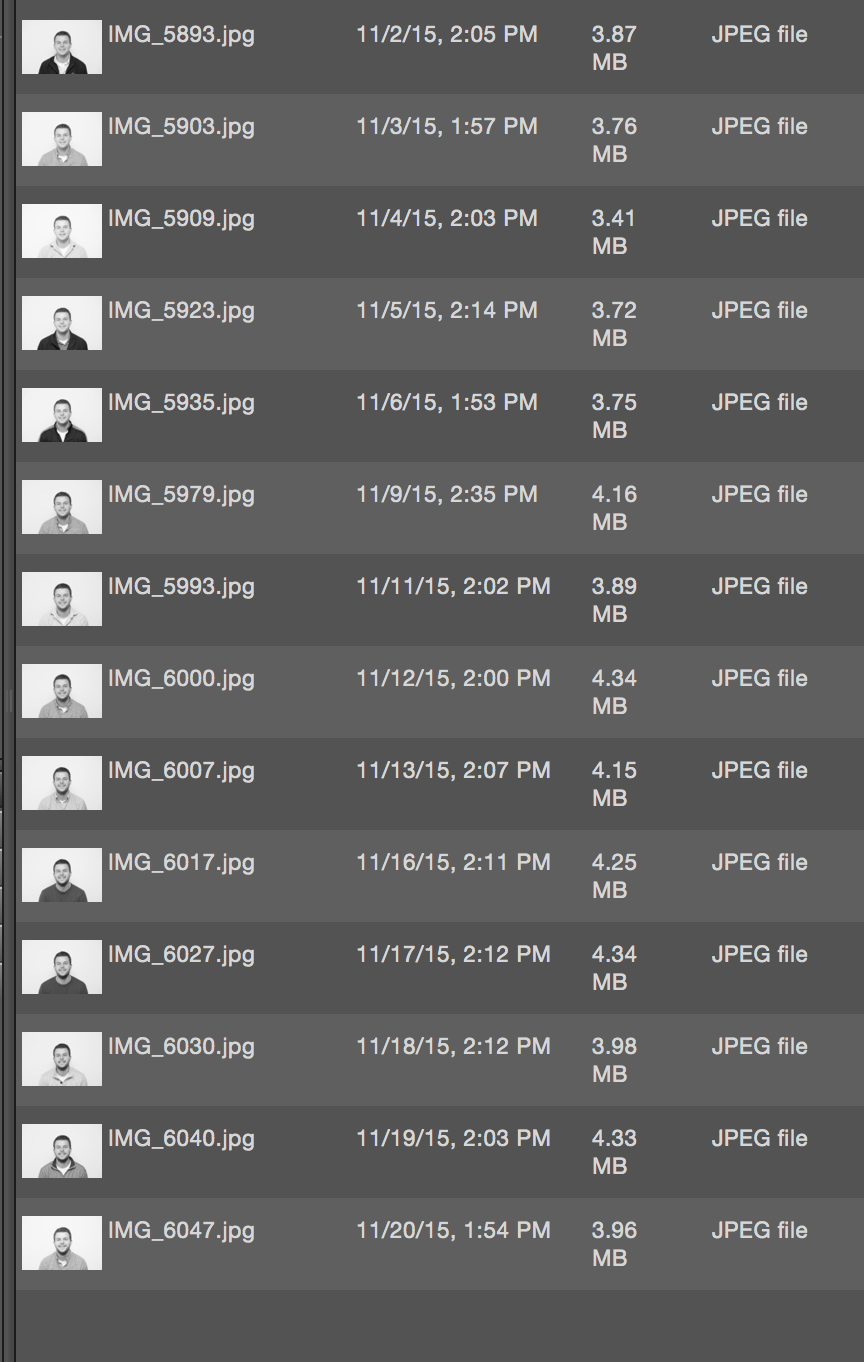 IMG_5893.jpg 11/2/15, 2:05 PM 3.87 JPEG file
MB
IMG_5903.jpg 11/3/15, 1:57 PM 3.76 JPEG file
MB
IMG_5909.jpg 11/4/15, 2:03 PM 3.41 JPEG file
MB
IMG_5923.jpg 11/5/15, 2:14 PM 3.72 JPEG file
MB
IMG_5935.jpg 11/6/15, 1:53 PM 3.75 JPEG file
MB
IMG_5979.jpg 11/9/15, 2:35 PM 4.16 JPEG file
MB
IMG_5993.jpg 11/11/15, 2:02 PM 3.89 JPEG file
MB
IMG_6000.jpg 11/12/15, 2:00 PM 4.34 JPEG file
MB
IMG_6007.jpg 11/13/15, 2:07 PM 4.15 JPEG file
MB
IMG_6017.jpg 11/16/15, 2:11 PM 4.25 JPEG file
MB
IMG_6027.jpg 11/17/15, 2:12 PM 4.34 JPEG file
MB
IMG_6030.jpg 11/18/15, 2:12 PM 3.98 JPEG file
MB
IMG_6040.jpg 11/19/15, 2:03 PM 4.33 JPEG file
MB
IMG_6047.jpg 11/20/15, 1:54 PM 3.96 JPEG file
MB